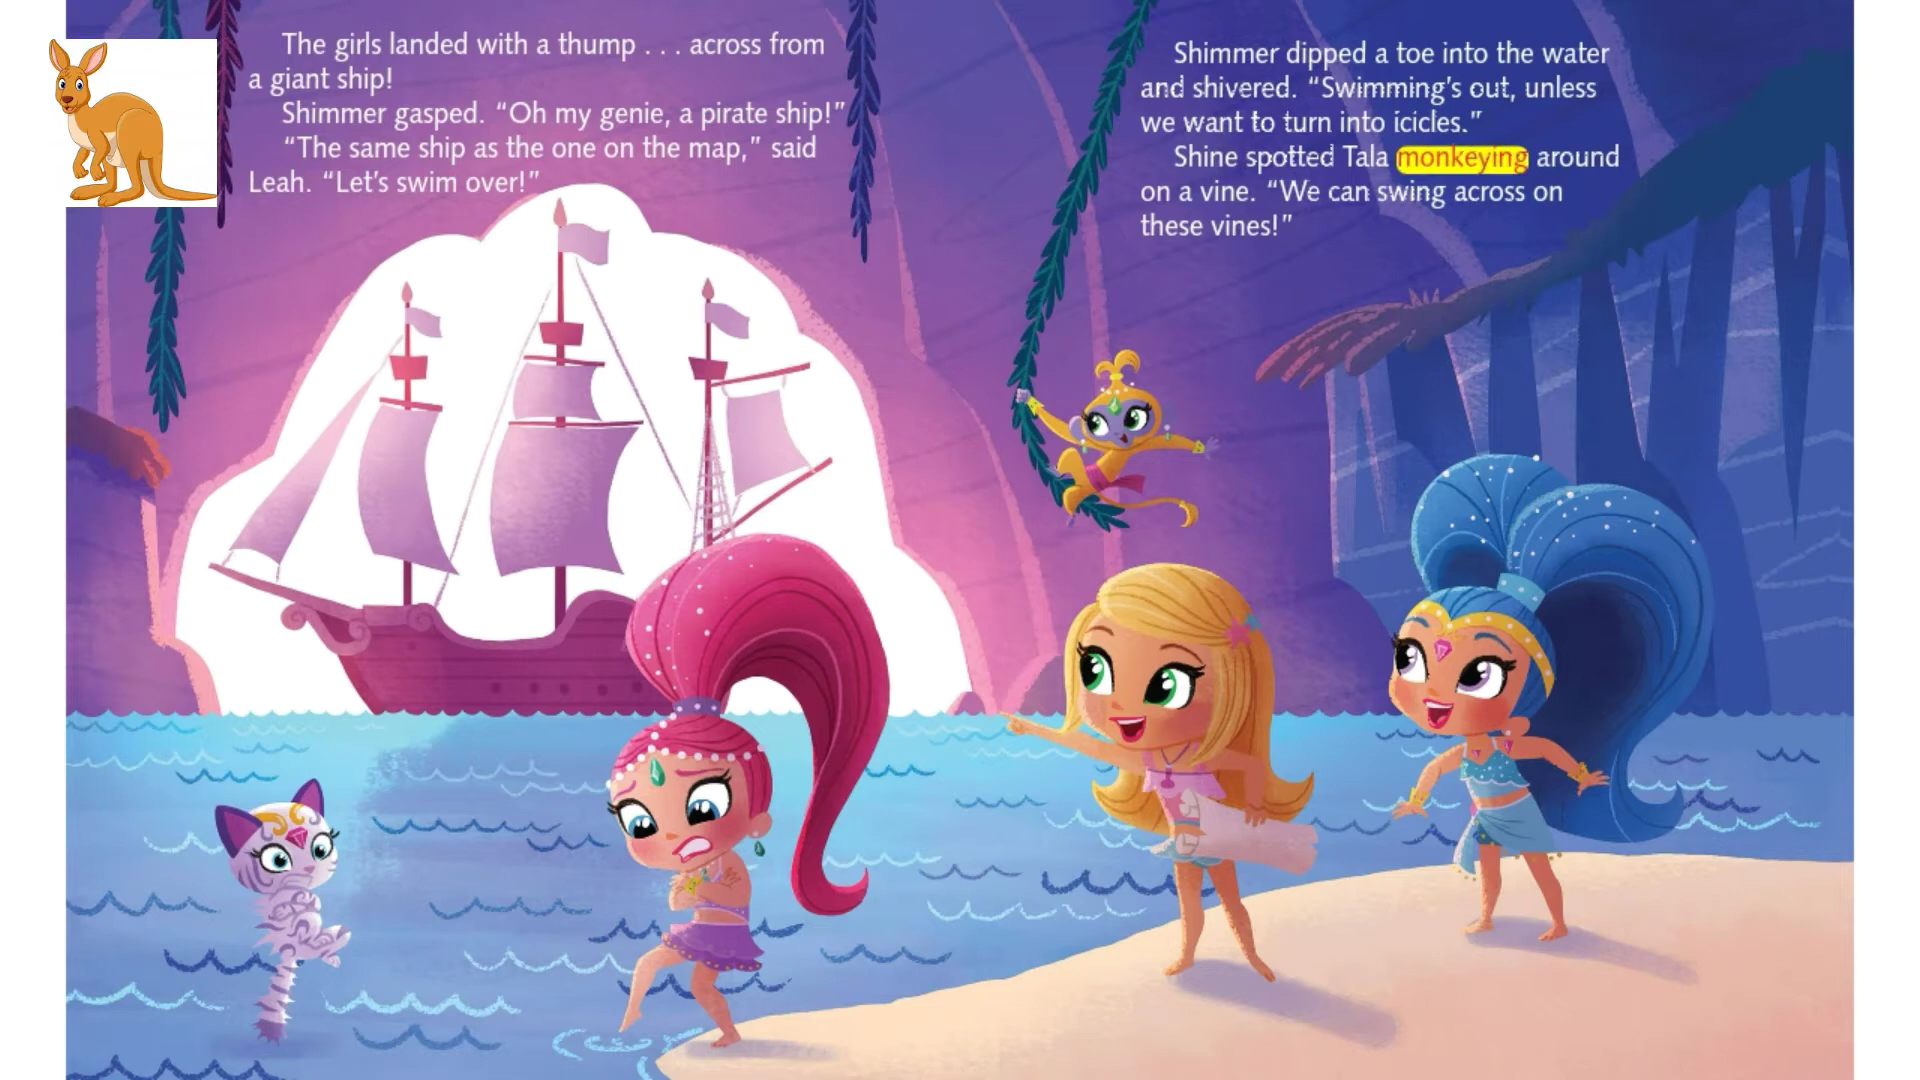 The girls landed with a thump . . . across from
a giant ship!
Shimmer gasped. “Oh my genie, a pirate ship!”
“The same ship as the one on the map,” said
Leah. “Let’s swim over!”
Shimmer dipped a toe into the water
and shivered. “Swimming’s out, unless
we want to turn into icicles.”
Shine spotted Tala monkeying around
on a vine. “We can swing across on
these vines!”